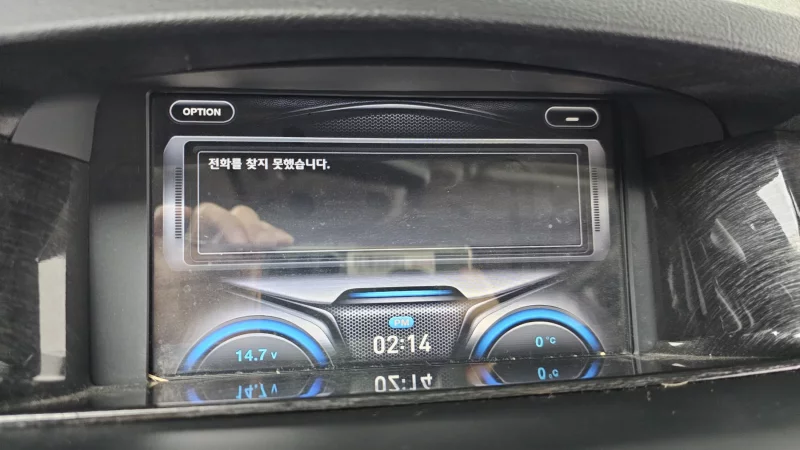 OPTION
-
전화를 찾지 못했습니다.
PM
02:14
14.7 V
0 °C